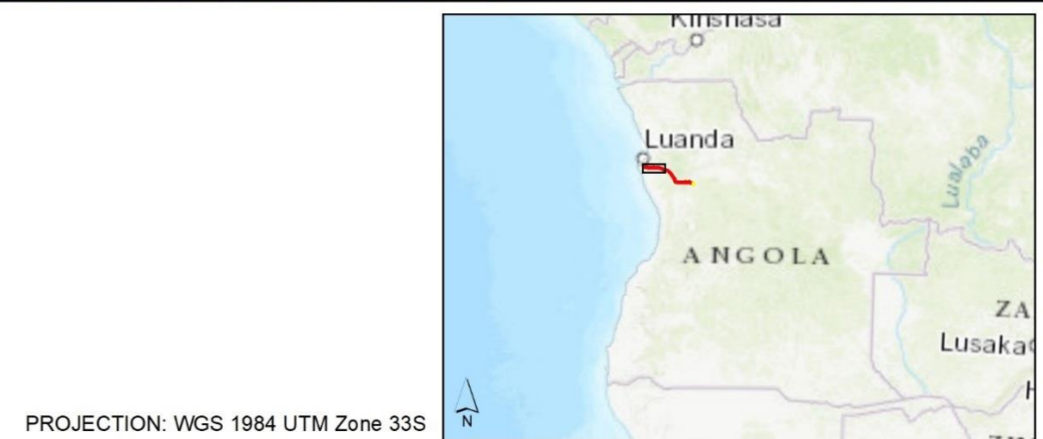 Kinshasa
Luanda
Lualaba
ANGOLA
ZA
Lusaka
N
PROJECTION: WGS 1984 UTM Zone 33S